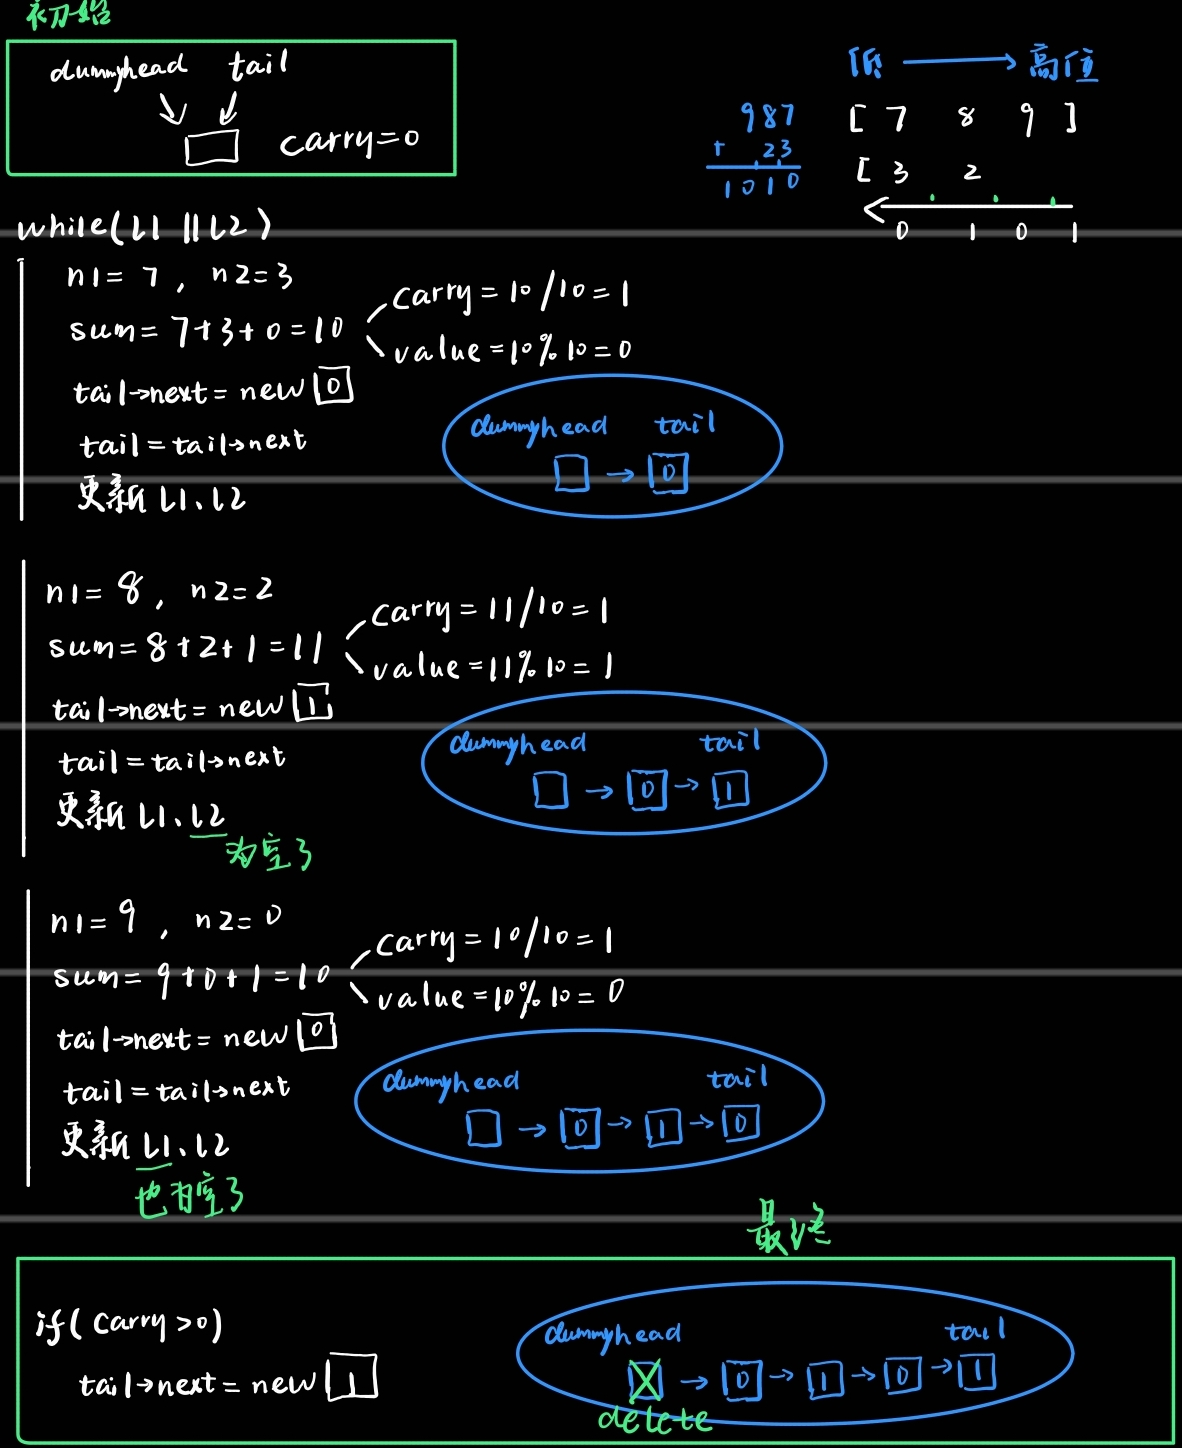 初始
dummyhead tail
carry=0
低 → 高位
987
+ 23
1010
[ 7 8 9 ]
[ 3 2
0 1 0 1
while(L1 || L2)
n1= 7 , n2=3
sum= 7+3+0=10
carry=10/10=1
value=10%10=0
tail→next= new 0
tail=tail→next
更新 L1、L2
dummyhead tail
→ 0
n1= 8 , n2=2
sum=8+2+1=11
carry=11/10=1
value=11%10=1
tail→next= new 1
tail=tail→next
更新 L1、L2
为空了
dummyhead tail
→ 0 → 1
n1=9 , n2=0
sum= 9+0+1=10
carry=10/10=1
value=10%10=0
tail→next= new 0
tail=tail→next
更新 L1、L2
也为空了
dummyhead tail
→ 0 → 1 → 0
最终
if(carry>0)
tail→next= new 1
dummyhead tail
X → 0 → 1 → 0 → 1
delete